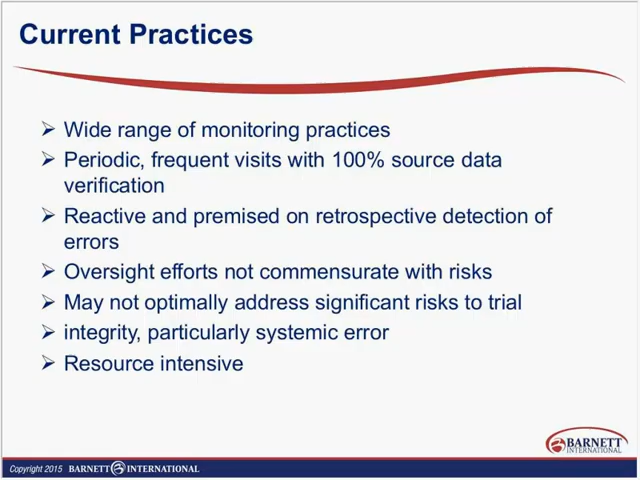 Current Practices
➢ Wide range of monitoring practices
➢ Periodic, frequent visits with 100% source data
verification
➢ Reactive and premised on retrospective detection of
errors
➢ Oversight efforts not commensurate with risks
➢ May not optimally address significant risks to trial
➢ integrity, particularly systemic error
➢ Resource intensive
BARNETT
INTERNATIONAL
Copyright 2015 BARNETT INTERNATIONAL